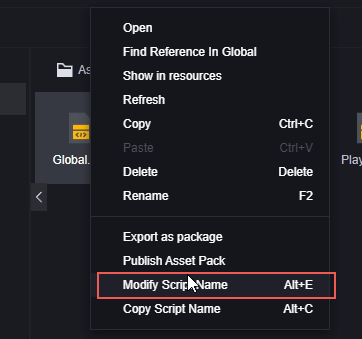 Open
Find Reference In Global
Show in resources
As
Refresh
Copy Ctrl+C
Paste Ctrl+V
Global. Delete Delete Play
Rename F2
Export as package
Publish Asset Pack
Modify Script Name Alt+E
Copy Script Name Alt+C